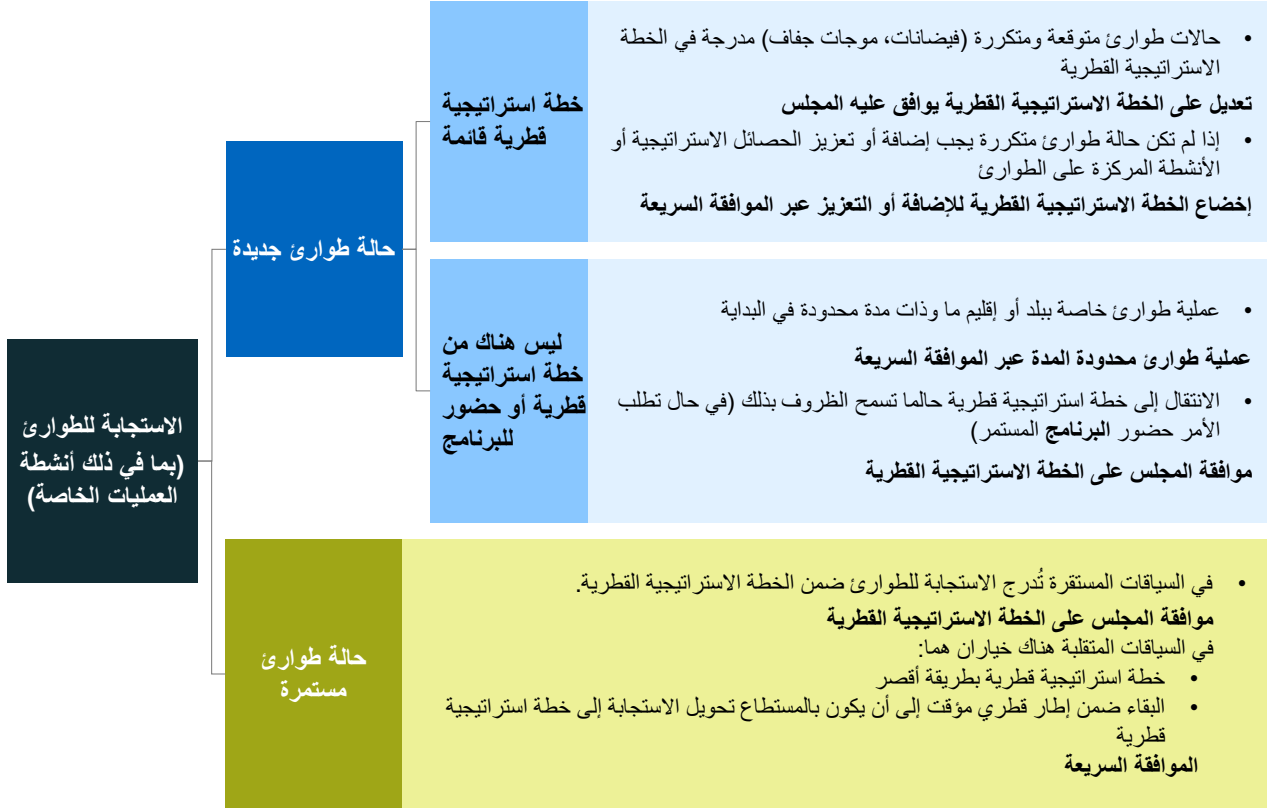 الاستجابة للطوارئ
(بما في ذلك أنشطة
العمليات الخاصة)
حالة طوارئ جديدة
خطة استراتيجية
قطرية قائمة
• حالات طوارئ متوقعة ومتكررة (فيضانات، موجات جفاف) مدرجة في الخطة
الاستراتيجية القطرية
تعديل على الخطة الاستراتيجية القطرية يوافق عليه المجلس
• إذا لم تكن حالة طوارئ متكررة يجب إضافة أو تعزيز الحصائل الاستراتيجية أو
الأنشطة المركزة على الطوارئ
إخضاع الخطة الاستراتيجية القطرية للإضافة أو التعزيز عبر الموافقة السريعة
ليس هناك من
خطة استراتيجية
قطرية أو حضور
للبرنامج
• عملية طوارئ خاصة ببلد أو إقليم ما وذات مدة محدودة في البداية
عملية طوارئ محدودة المدة عبر الموافقة السريعة
• الانتقال إلى خطة استراتيجية قطرية حالما تسمح الظروف بذلك (في حال تطلب
الأمر حضور البرنامج المستمر)
موافقة المجلس على الخطة الاستراتيجية القطرية
حالة طوارئ
مستمرة
• في السياقات المستقرة تُدرج الاستجابة للطوارئ ضمن الخطة الاستراتيجية القطرية.
موافقة المجلس على الخطة الاستراتيجية القطرية
في السياقات المتقلبة هناك خياران هما:
• خطة استراتيجية قطرية بطريقة أقصر
• البقاء ضمن إطار قطري مؤقت إلى أن يكون بالمستطاع تحويل الاستجابة إلى خطة استراتيجية
قطرية
الموافقة السريعة